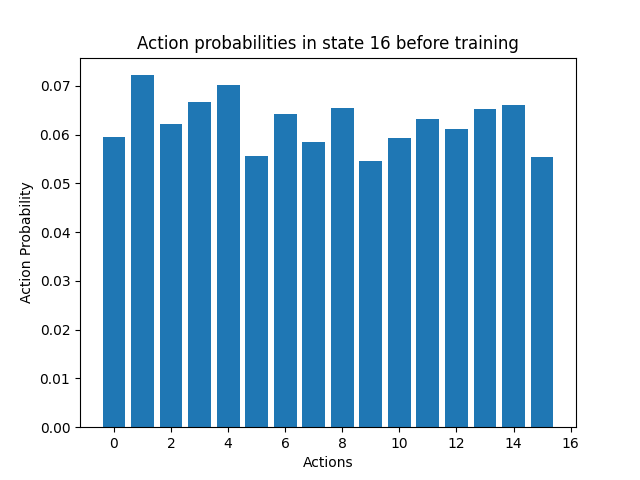 Action probabilities in state 16 before training
0.07
0.06
0.05
0.04
0.03
0.02
0.01
0.00
Action Probability
0 2 4 6 8 10 12 14 16
Actions